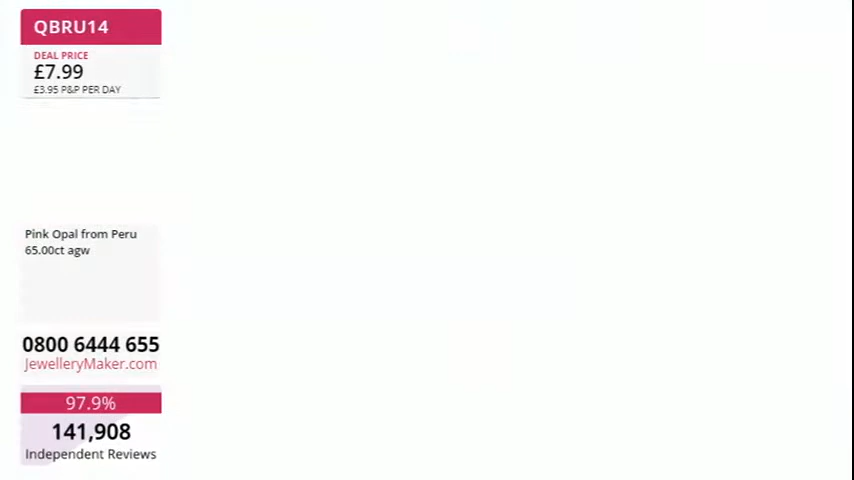 QBRU14
DEAL PRICE
£7.99
£3.95 P&P PER DAY
Pink Opal from Peru
65.00ct agw
0800 6444 655
JewelleryMaker.com
97.9%
141,908
Independent Reviews